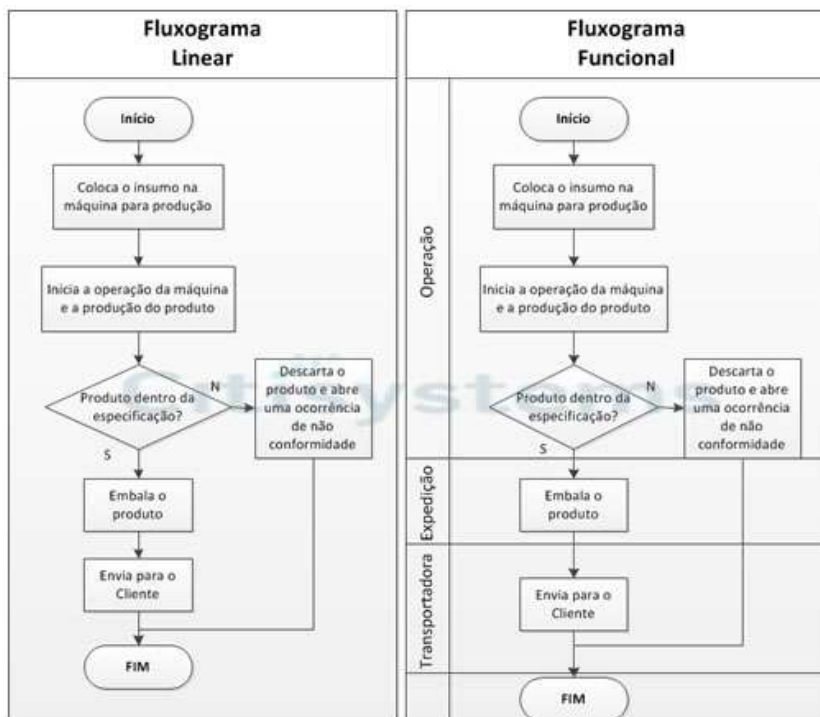 Fluxograma
Linear
Início
Coloca o insumo na
máquina para produção
Inicia a operação da máquina
e a produção do produto
Produto dentro da
especificação?
N
S
Descarta o
produto e abre
uma ocorrência
de não
conformidade
Embala o
produto
Envia para o
Cliente
FIM
Fluxograma
Funcional
Operação
Início
Coloca o insumo na
máquina para produção
Inicia a operação da máquina
e a produção do produto
Produto dentro da
especificação?
N
S
Descarta o
produto e abre
uma ocorrência
de não
conformidade
Expedição
Embala o
produto
Transportadora
Envia para o
Cliente
FIM